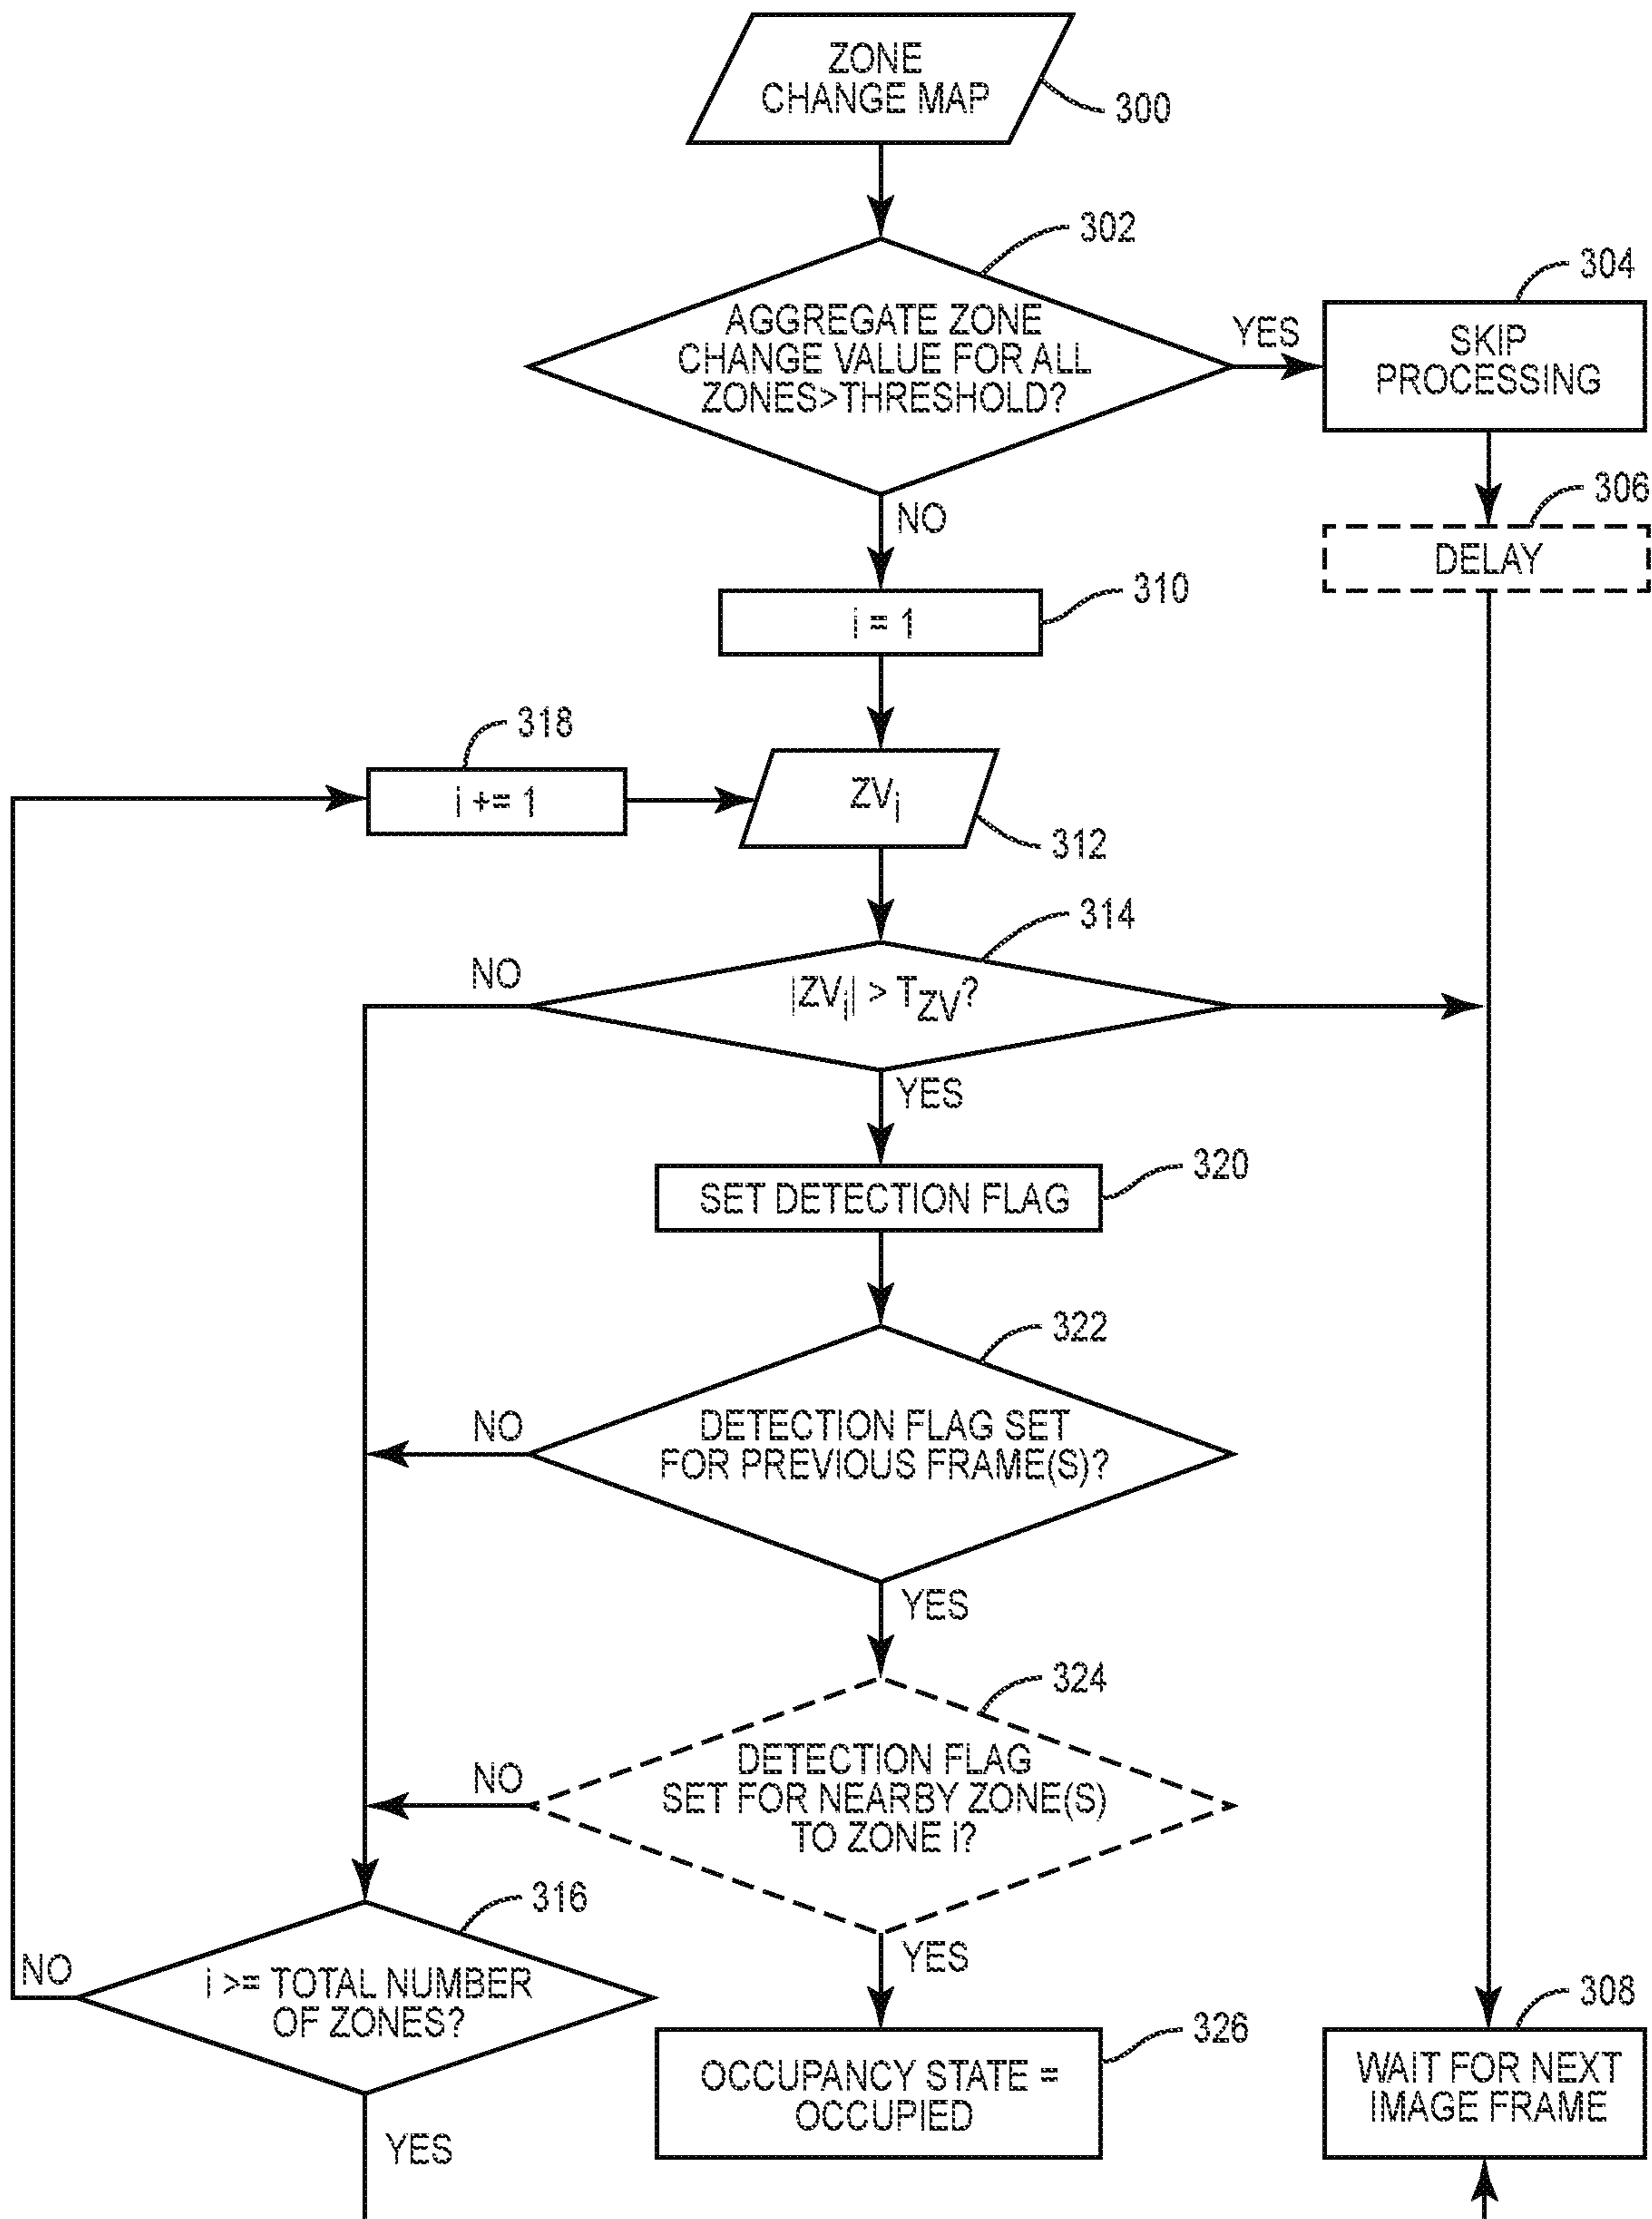 ZONE
CHANGE MAP
300
302
AGGREGATE ZONE
CHANGE VALUE FOR ALL
ZONES>THRESHOLD?
YES
304
SKIP
PROCESSING
306
DELAY
NO
310
i = 1
318
i += 1
ZVi
312
314
NO
|ZVi| > TZV?
YES
320
SET DETECTION FLAG
322
NO
DETECTION FLAG SET
FOR PREVIOUS FRAME(S)?
YES
324
NO
DETECTION FLAG
SET FOR NEARBY ZONE(S)
TO ZONE i?
YES
316
NO
i >= TOTAL NUMBER
OF ZONES?
YES
326
OCCUPANCY STATE =
OCCUPIED
308
WAIT FOR NEXT
IMAGE FRAME